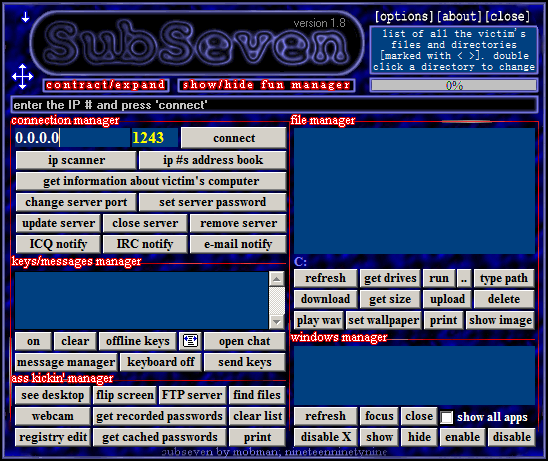 SubSeven
version 1.8
[options][about][close]
list of all the victim's
files and directories
[marked with < >]. double
click a directory to change
contract/expand
show/hide fun manager
0%
enter the IP # and press 'connect'
connection manager
0.0.0.0
1243
connect
ip scanner
ip #s address book
get information about victim's computer
change server port
set server password
update server
close server
remove server
ICQ notify
IRC notify
e-mail notify
keys/messages manager
on
clear
offline keys
open chat
message manager
keyboard off
send keys
ass kickin' manager
see desktop
flip screen
FTP server
find files
webcam
get recorded passwords
clear list
registry edit
get cached passwords
print
file manager
C:
refresh
get drives
run
..
type path
download
get size
upload
delete
play wav
set wallpaper
print
show image
windows manager
refresh
focus
close
show all apps
disable X
show
hide
enable
disable
subseven by mobman, nineteenninetynine